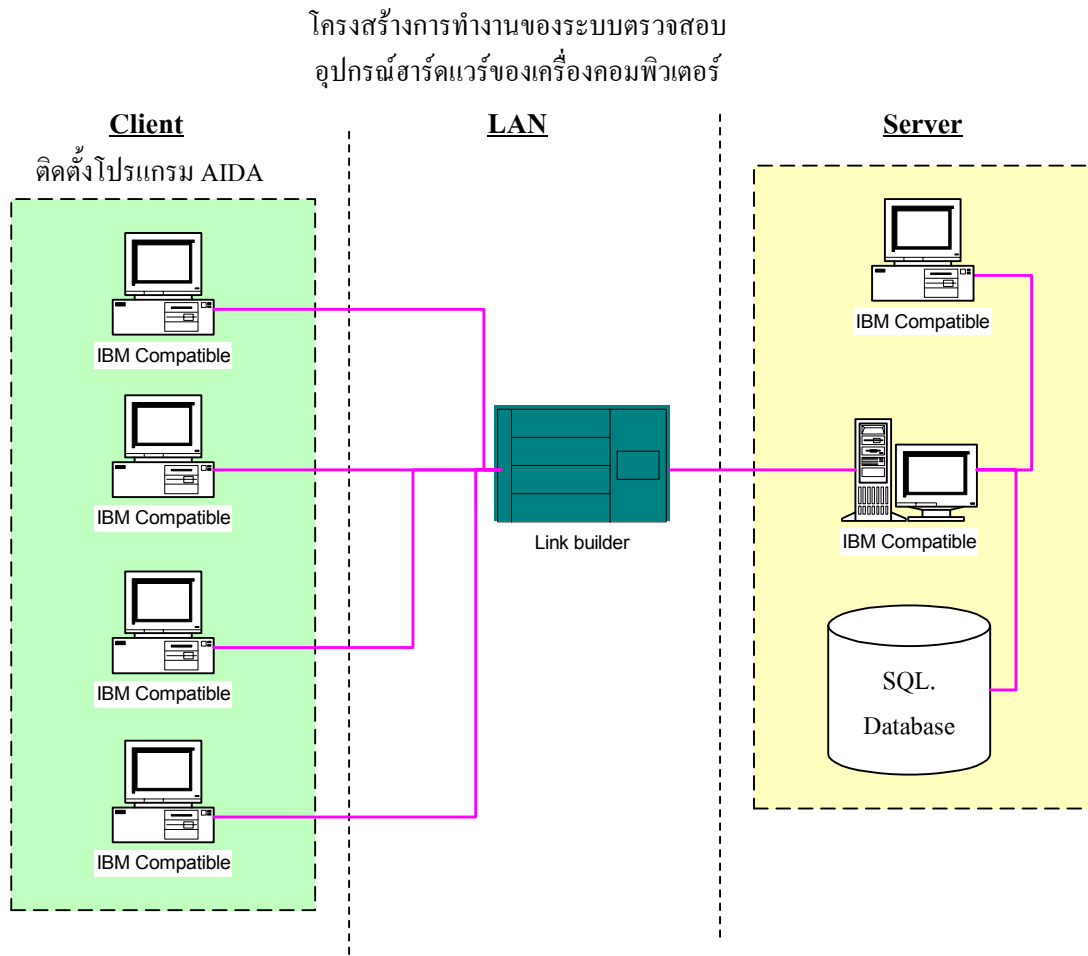 โครงสร้างการทำงานของระบบตรวจสอบ
อุปกรณ์ฮาร์ดแวร์ของเครื่องคอมพิวเตอร์
Client
LAN
Server
ติดตั้งโปรแกรม AIDA
IBM Compatible
IBM Compatible
IBM Compatible
IBM Compatible
Link builder
IBM Compatible
IBM Compatible
SQL.
Database